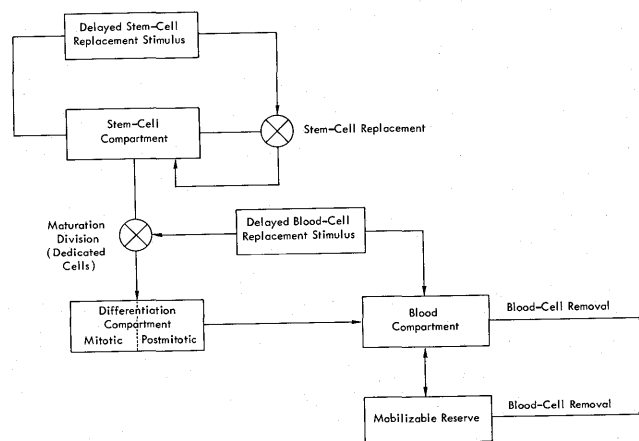 Delayed Stem-Cell
Replacement Stimulus
Stem-Cell
Compartment
Stem-Cell Replacement
Maturation
Division
(Dedicated
Cells)
Delayed Blood-Cell
Replacement Stimulus
Differentiation
Compartment
Mitotic Postmitotic
Blood
Compartment
Blood-Cell Removal
Mobilizable Reserve
Blood-Cell Removal